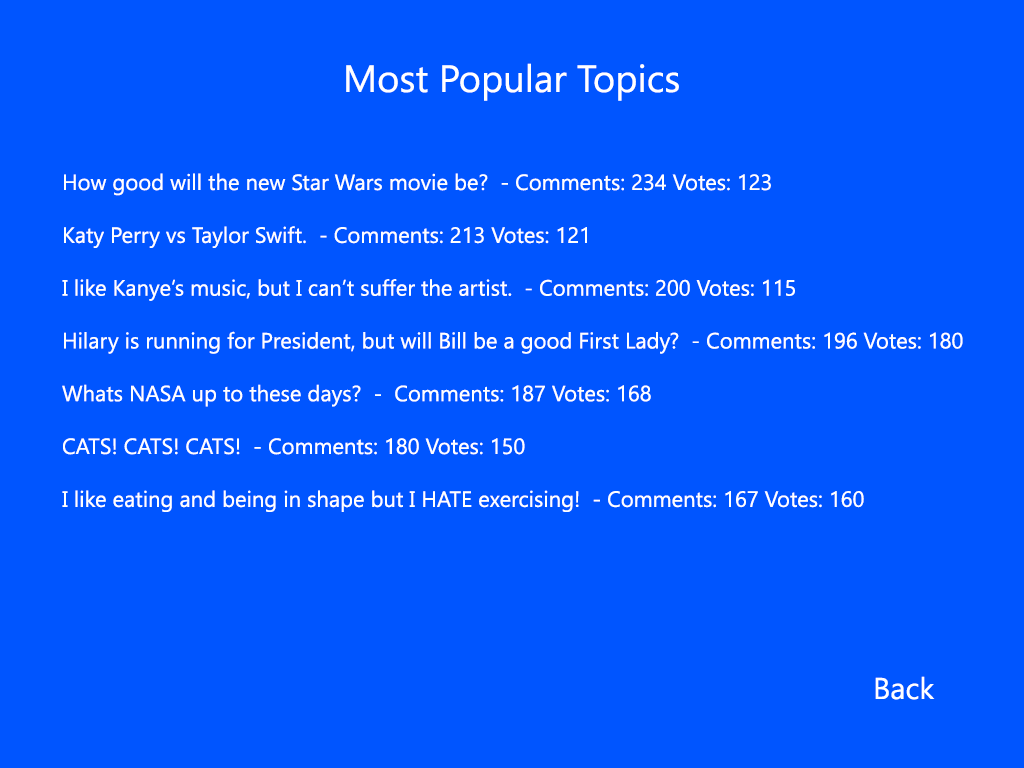 Most Popular Topics
How good will the new Star Wars movie be?  - Comments: 234 Votes: 123
Katy Perry vs Taylor Swift.  - Comments: 213 Votes: 121
I like Kanye’s music, but I can’t suffer the artist.  - Comments: 200 Votes: 115
Hilary is running for President, but will Bill be a good First Lady?  - Comments: 196 Votes: 180
Whats NASA up to these days?  -  Comments: 187 Votes: 168
CATS! CATS! CATS!  - Comments: 180 Votes: 150
I like eating and being in shape but I HATE exercising!  - Comments: 167 Votes: 160
Back